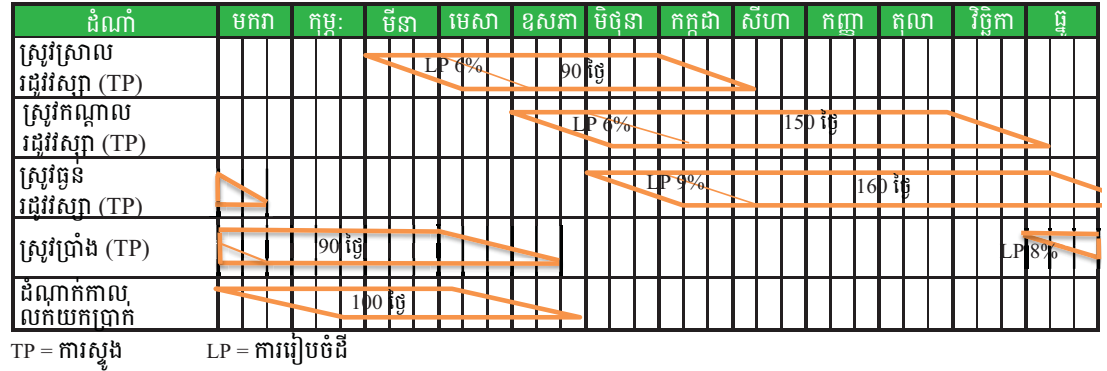 ដំណាំ មករា កុម្ភៈ មីនា មេសា ឧសភា មិថុនា កក្កដា សីហា កញ្ញា តុលា វិច្ឆិកា ធ្នូ
ស្រូវស្រាល
រដូវវស្សា (TP)
LP 6% 90 ថ្ងៃ
ស្រូវកណ្តាល
រដូវវស្សា (TP)
LP 6% 150 ថ្ងៃ
ស្រូវធ្ងន់
រដូវវស្សា (TP)
LP 9% 160 ថ្ងៃ
ស្រូវប្រាំង (TP) 90 ថ្ងៃ LP 8%
ដំណាក់កាល
លក់យកប្រាក់
100 ថ្ងៃ
TP = ការស្ទូង LP = ការរៀបចំដី